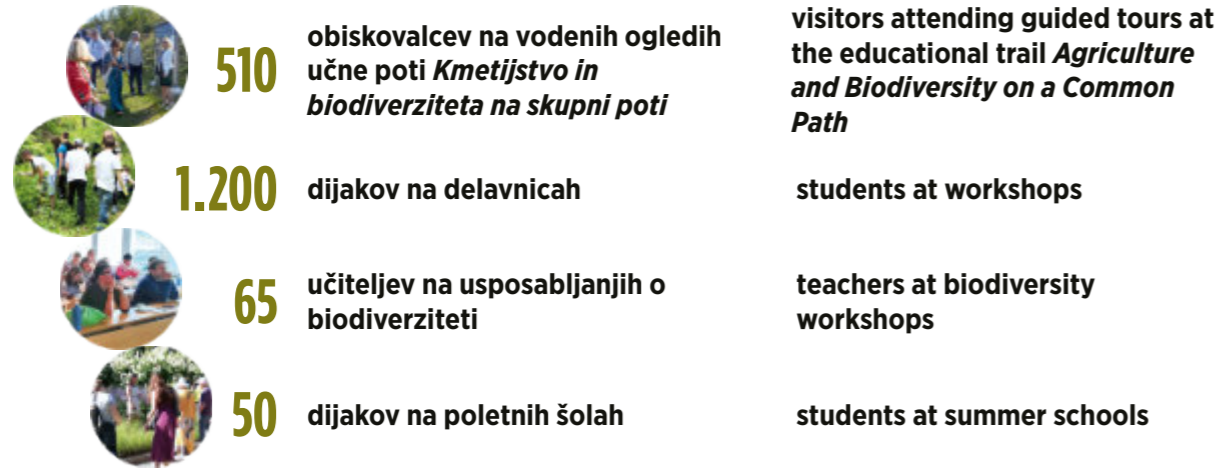 510
obiskovalcev na vodenih ogledih
učne poti Kmetijstvo in
biodiverziteta na skupni poti
visitors attending guided tours at
the educational trail Agriculture
and Biodiversity on a Common
Path
1.200
dijakov na delavnicah
students at workshops
65
učiteljev na usposabljanjih o
biodiverziteti
teachers at biodiversity
workshops
50
dijakov na poletnih šolah
students at summer schools